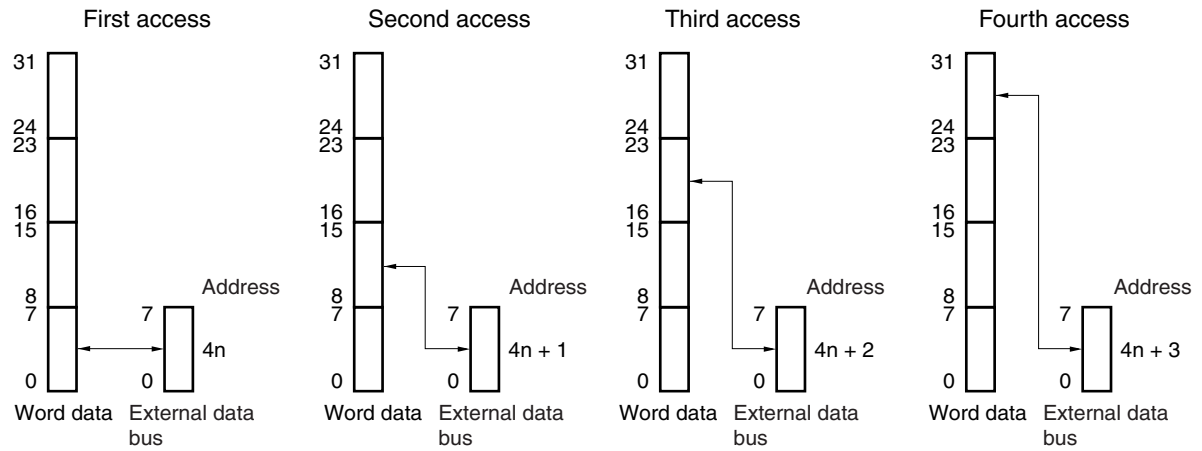 First access
31
24
23
16
15
8
7
0
Address
7
4n
0
Word data
External data
bus
Second access
31
24
23
16
15
8
7
0
Address
7
4n + 1
0
Word data
External data
bus
Third access
31
24
23
16
15
8
7
0
Address
7
4n + 2
0
Word data
External data
bus
Fourth access
31
24
23
16
15
8
7
0
Address
7
4n + 3
0
Word data
External data
bus